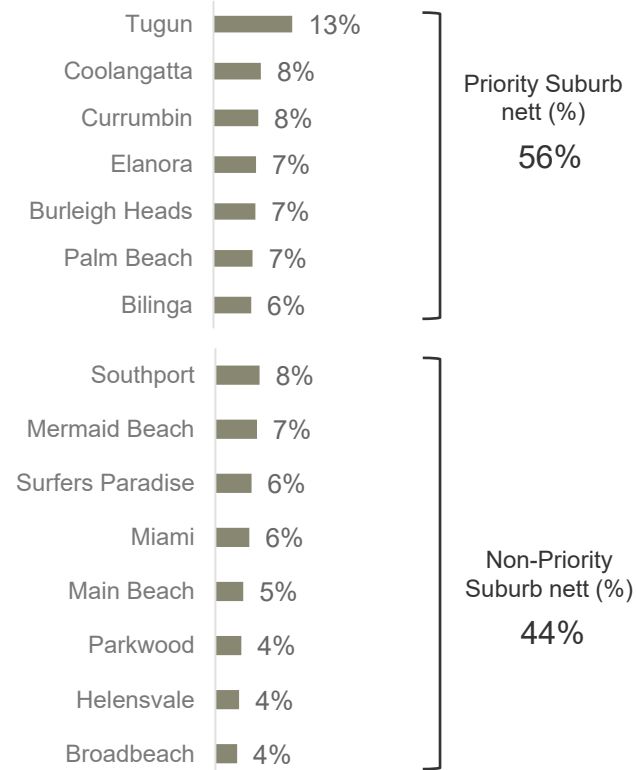 Tugun 13%
Coolangatta 8%
Currumbin 8%
Elanora 7%
Burleigh Heads 7%
Palm Beach 7%
Bilinga 6%
Priority Suburb
nett (%)
56%
Southport 8%
Mermaid Beach 7%
Surfers Paradise 6%
Miami 6%
Main Beach 5%
Parkwood 4%
Helensvale 4%
Broadbeach 4%
Non-Priority
Suburb nett (%)
44%